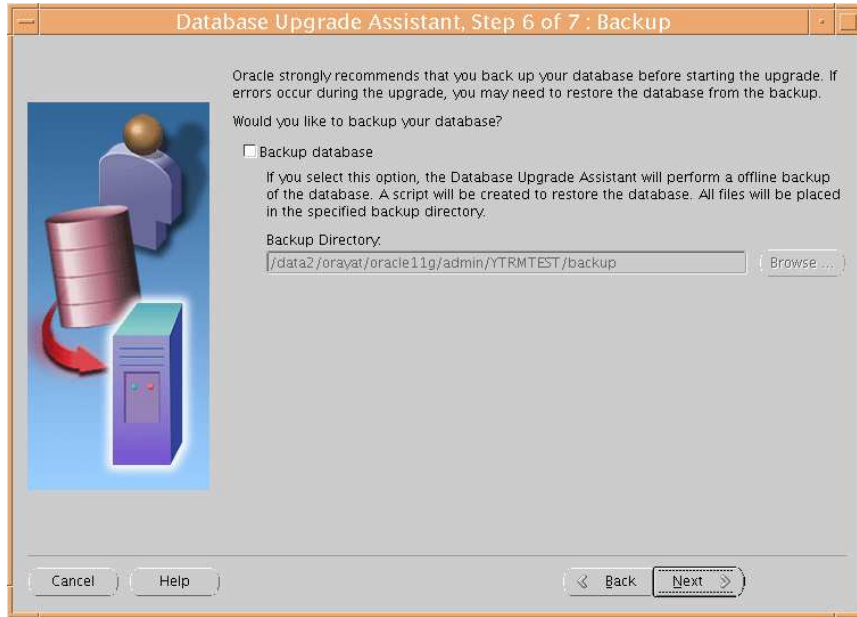 Database Upgrade Assistant, Step 6 of 7 : Backup
Oracle strongly recommends that you back up your database before starting the upgrade. If
errors occur during the upgrade, you may need to restore the database from the backup.
Would you like to backup your database?
Backup database
If you select this option, the Database Upgrade Assistant will perform a offline backup
of the database. A script will be created to restore the database. All files will be placed
in the specified backup directory.
Backup Directory:
/data2/orayat/oracle11g/admin/YTRMTEST/backup
Browse ...
Cancel
Help
Back
Next